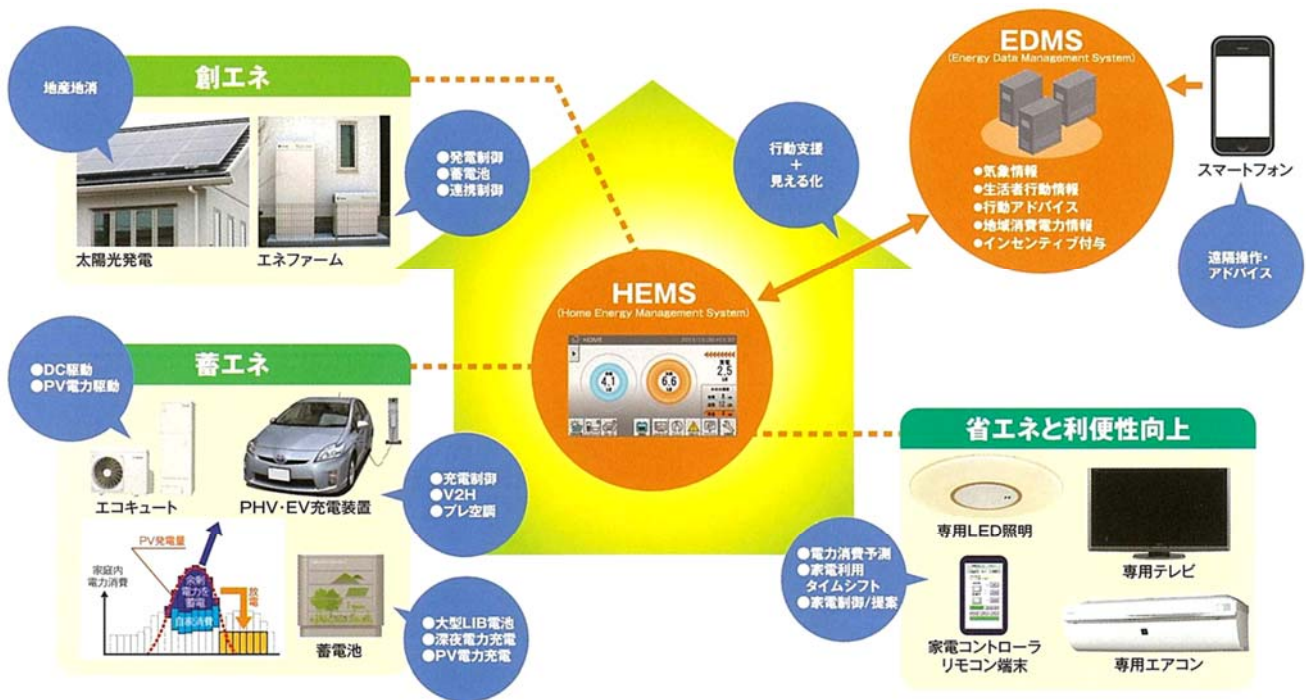 地産地消
創エネ
太陽光発電
エネファーム
●発電制御
●蓄電池
●連携制御
行動支援
+
見える化
EDMS
(Energy Data Management System)
●気象情報
●生活者行動情報
●行動アドバイス
●地域消費電力情報
●インセンティブ付与
スマートフォン
遠隔操作・
アドバイス
HEMS
(Home Energy Management System)
HOME
4.1
6.6
2.5
●DC駆動
●PV電力駆動
蓄エネ
エコキュート
PHV・EV充電装置
●充電制御
●V2H
●プレ空調
PV発電量
家庭内
電力消費
余剰
電力を
蓄電
自家消費
放電
蓄電池
●大型LIB電池
●深夜電力充電
●PV電力充電
省エネと利便性向上
専用LED照明
専用テレビ
家電コントローラ
リモコン端末
専用エアコン
●電力消費予測
●家電利用
タイムシフト
●家電制御/提案